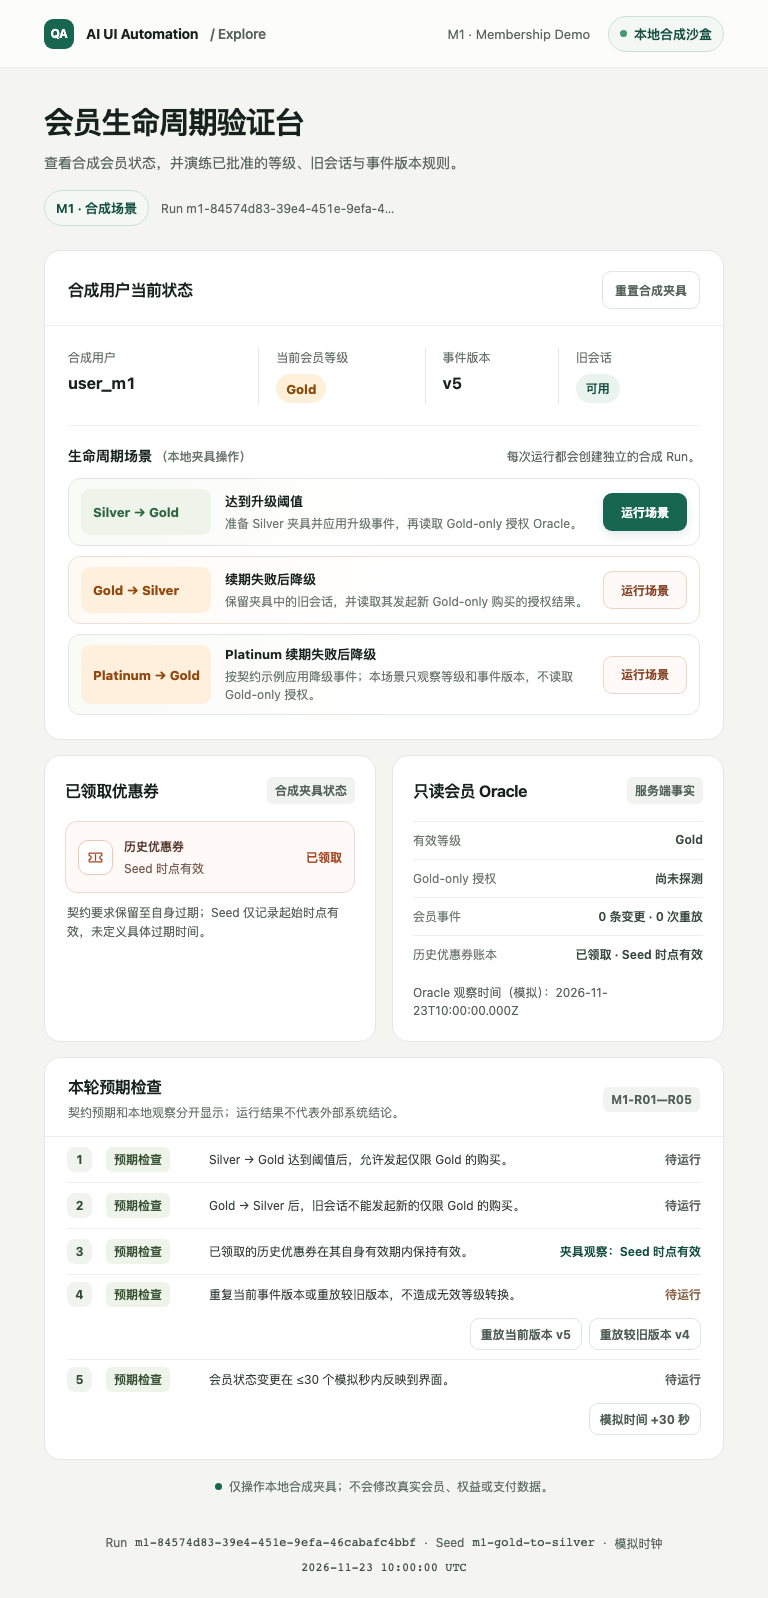 QA AI UI Automation / Explore M1 · Membership Demo 本地合成沙盒
会员生命周期验证台
查看合成会员状态，并演练已批准的等级、旧会话与事件版本规则。
M1 · 合成场景 Run m1-84574d83-39e4-451e-9efa-4...
合成用户当前状态 重置合成夹具
合成用户 当前会员等级 事件版本 旧会话
user_m1 Gold v5 可用
生命周期场景 （本地夹具操作） 每次运行都会创建独立的合成 Run。
Silver → Gold
达到升级阈值
准备 Silver 夹具并应用升级事件，再读取 Gold-only 授权 Oracle。
运行场景
Gold → Silver
续期失败后降级
保留夹具中的旧会话，并读取其发起新 Gold-only 购买的授权结果。
运行场景
Platinum → Gold
Platinum 续期失败后降级
按契约示例应用降级事件；本场景只观察等级和事件版本，不读取
Gold-only 授权。
运行场景
已领取优惠券 合成夹具状态
历史优惠券
Seed 时点有效
已领取
契约要求保留至自身过期；Seed 仅记录起始时点有
效，未定义具体过期时间。
只读会员 Oracle 服务端事实
有效等级 Gold
Gold-only 授权 尚未探测
会员事件 0 条变更 · 0 次重放
历史优惠券账本 已领取 · Seed 时点有效
Oracle 观察时间（模拟）：2026-11-
23T10:00:00.000Z
本轮预期检查
契约预期和本地观察分开显示；运行结果不代表外部系统结论。
M1-R01—R05
1 预期检查 Silver → Gold 达到阈值后，允许发起仅限 Gold 的购买。 待运行
2 预期检查 Gold → Silver 后，旧会话不能发起新的仅限 Gold 的购买。 待运行
3 预期检查 已领取的历史优惠券在其自身有效期内保持有效。 夹具观察：Seed 时点有效
4 预期检查 重复当前事件版本或重放较旧版本，不造成无效等级转换。 待运行
重放当前版本 v5 重放较旧版本 v4
5 预期检查 会员状态变更在 ≤30 个模拟秒内反映到界面。 待运行
模拟时间 +30 秒
仅操作本地合成夹具；不会修改真实会员、权益或支付数据。
Run m1-84574d83-39e4-451e-9efa-46cabafc4bbf · Seed m1-gold-to-silver · 模拟时钟
2026-11-23 10:00:00 UTC